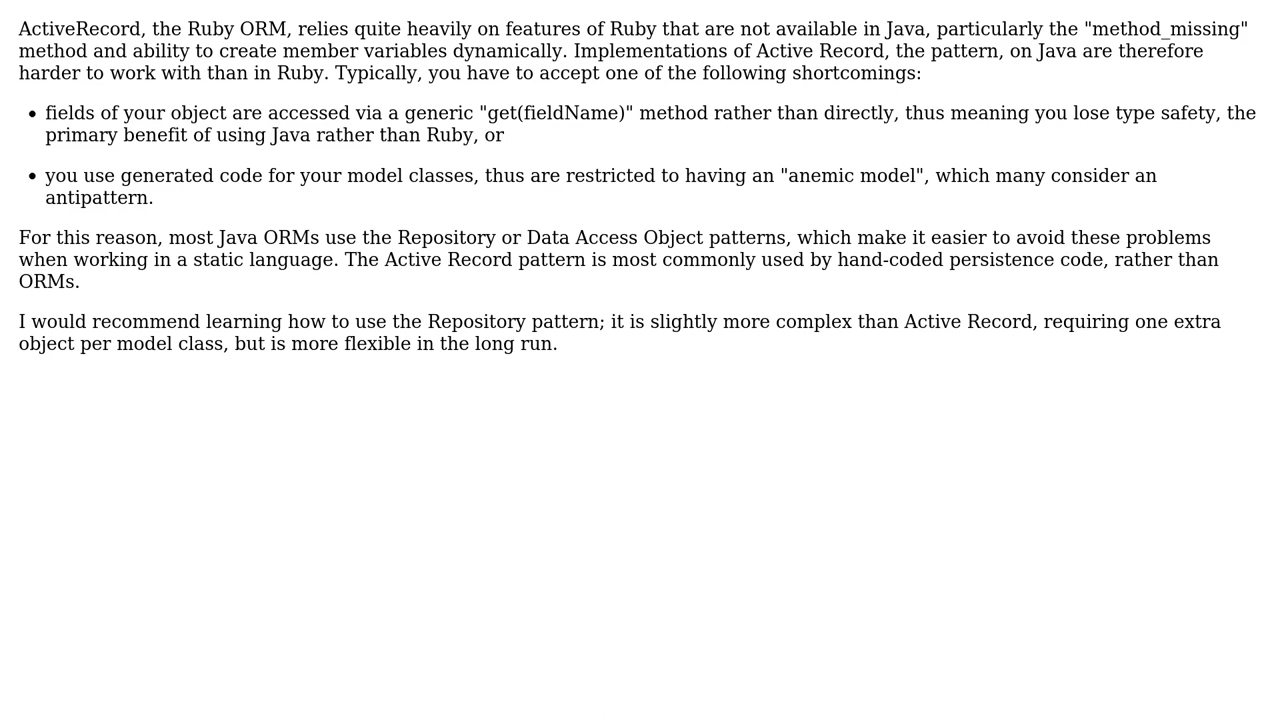 ActiveRecord, the Ruby ORM, relies quite heavily on features of Ruby that are not available in Java, particularly the "method_missing"
method and ability to create member variables dynamically. Implementations of Active Record, the pattern, on Java are therefore
harder to work with than in Ruby. Typically, you have to accept one of the following shortcomings:
• fields of your object are accessed via a generic "get(fieldName)" method rather than directly, thus meaning you lose type safety, the
primary benefit of using Java rather than Ruby, or
• you use generated code for your model classes, thus are restricted to having an "anemic model", which many consider an
antipattern.
For this reason, most Java ORMs use the Repository or Data Access Object patterns, which make it easier to avoid these problems
when working in a static language. The Active Record pattern is most commonly used by hand-coded persistence code, rather than
ORMs.
I would recommend learning how to use the Repository pattern; it is slightly more complex than Active Record, requiring one extra
object per model class, but is more flexible in the long run.